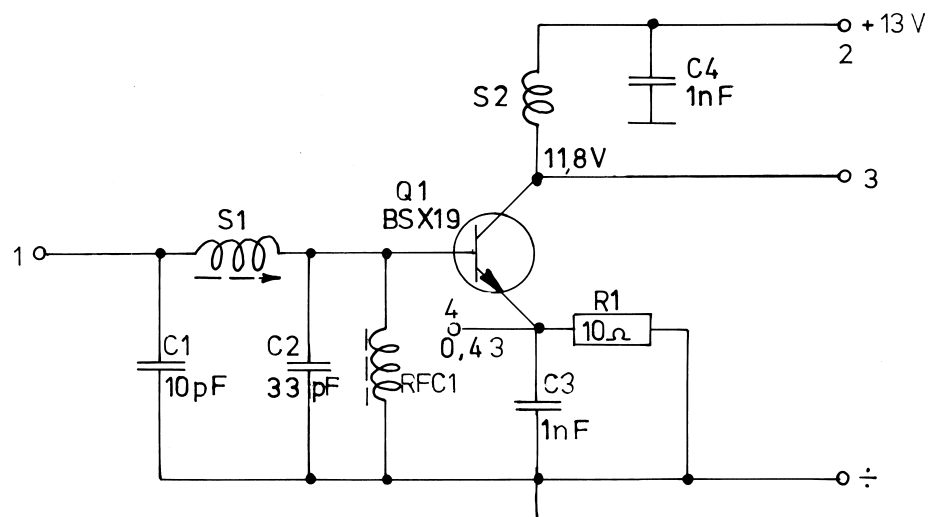 +13V
2
C4
1nF
S2
11,8V
3
Q1
BSX19
S1
1
4
0,43
R1
10Ω
C1
10pF
C2
33pF
RFC1
C3
1nF
÷